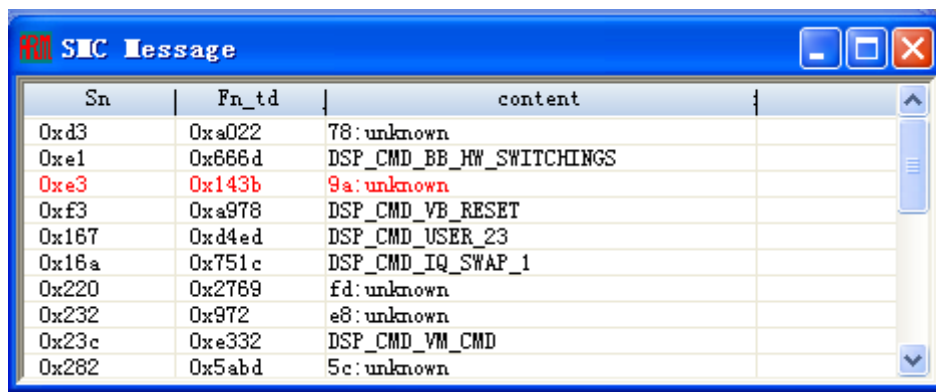 ARM SMC Message
Sn Fn_td content
0xd3 0xa022 78:unknown
0xe1 0x666d DSP_CMD_BB_HW_SWITCHINGS
0xe3 0x143b 9a:unknown
0xf3 0xa978 DSP_CMD_VB_RESET
0x167 0xd4ed DSP_CMD_USER_23
0x16a 0x751c DSP_CMD_IQ_SWAP_1
0x220 0x2769 fd:unknown
0x232 0x972 e8:unknown
0x23c 0xe332 DSP_CMD_VM_CMD
0x282 0x5abd 5c:unknown